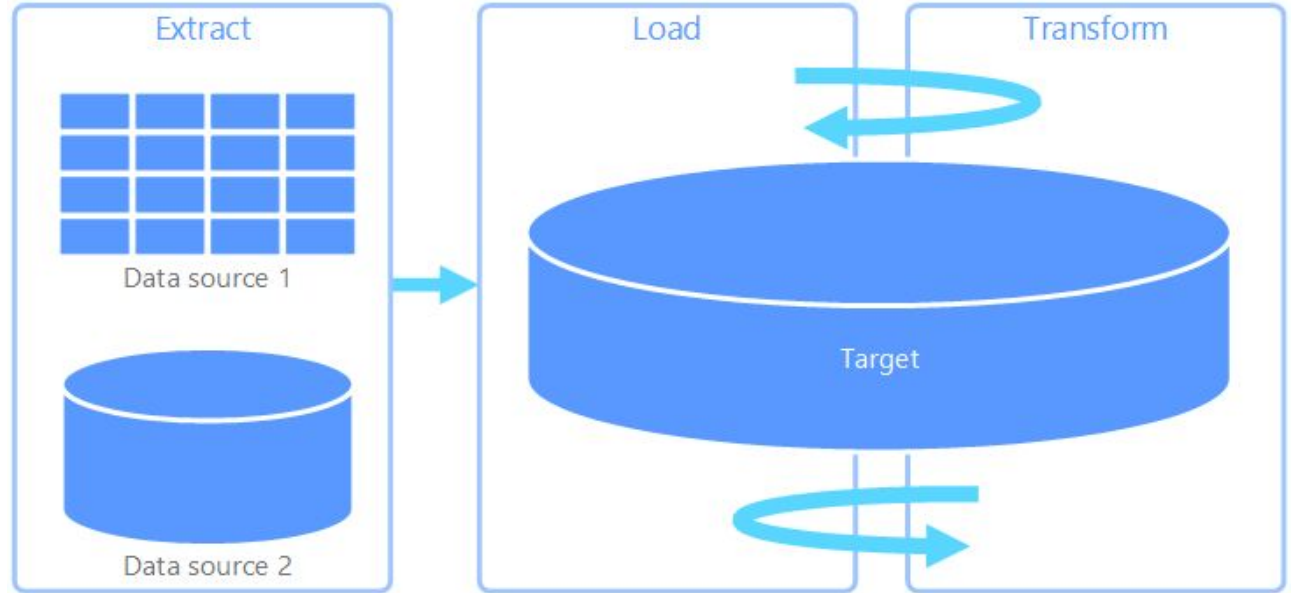 Extract
Load
Transform
Data source 1
Target
Data source 2